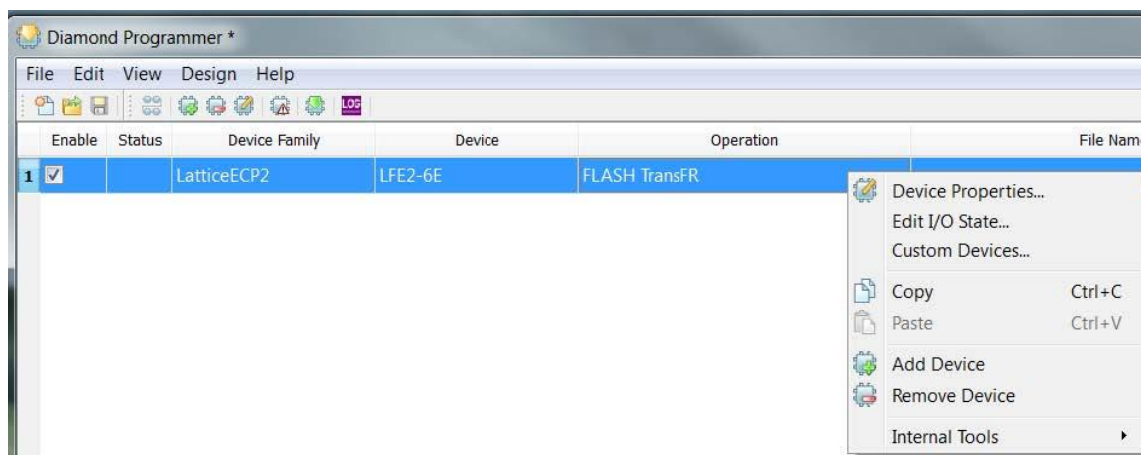 Diamond Programmer *
File Edit View Design Help
LOG
Enable Status Device Family Device Operation File Nam
1 LatticeECP2 LFE2-6E FLASH TransFR
Device Properties...
Edit I/O State...
Custom Devices...
Copy Ctrl+C
Paste Ctrl+V
Add Device
Remove Device
Internal Tools